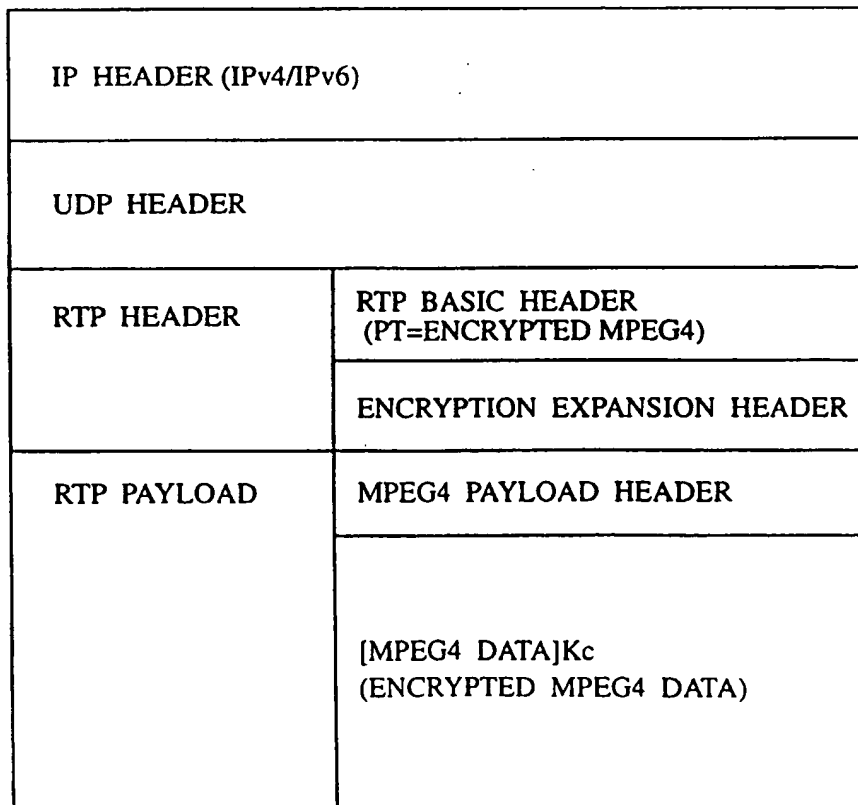 IP HEADER (IPv4/IPv6)
UDP HEADER
RTP HEADER
RTP BASIC HEADER
(PT=ENCRYPTED MPEG4)
ENCRYPTION EXPANSION HEADER
RTP PAYLOAD
MPEG4 PAYLOAD HEADER
[MPEG4 DATA]Kc
(ENCRYPTED MPEG4 DATA)